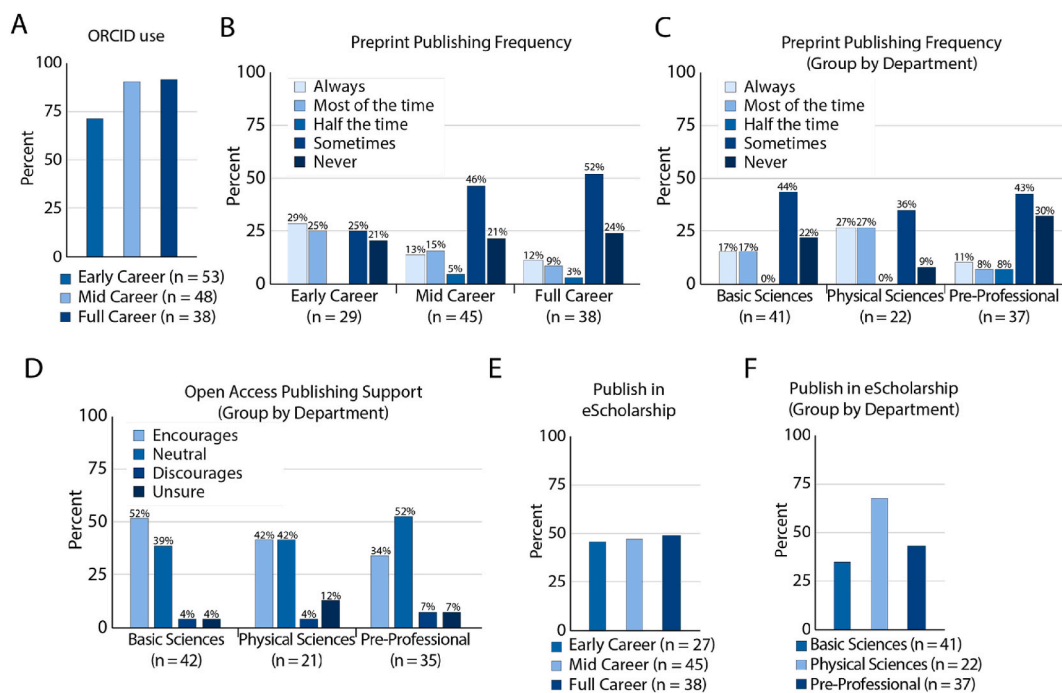 A
ORCID use
100
75
50
25
0
Percent
Early Career (n = 53)
Mid Career (n = 48)
Full Career (n = 38)
B
Preprint Publishing Frequency
100
75
50
25
0
Percent
Always
Most of the time
Half the time
Sometimes
Never
29%
25%
25%
21%
13%
15%
5%
46%
21%
12%
9%
3%
52%
24%
Early Career
(n = 29)
Mid Career
(n = 45)
Full Career
(n = 38)
C
Preprint Publishing Frequency
(Group by Department)
100
75
50
25
0
Percent
Always
Most of the time
Half the time
Sometimes
Never
17%
17%
0%
44%
22%
27%
27%
0%
36%
9%
11%
8%
8%
43%
30%
Basic Sciences
(n = 41)
Physical Sciences
(n = 22)
Pre-Professional
(n = 37)
D
Open Access Publishing Support
(Group by Department)
100
75
50
25
0
Percent
Encourages
Neutral
Discourages
Unsure
52%
39%
4%
4%
42%
42%
4%
12%
34%
52%
7%
7%
Basic Sciences
(n = 42)
Physical Sciences
(n = 21)
Pre-Professional
(n = 35)
E
Publish in
eScholarship
100
75
50
25
0
Percent
Early Career (n = 27)
Mid Career (n = 45)
Full Career (n = 38)
F
Publish in eScholarship
(Group by Department)
100
75
50
25
0
Percent
Basic Sciences (n = 41)
Physical Sciences (n = 22)
Pre-Professional (n = 37)